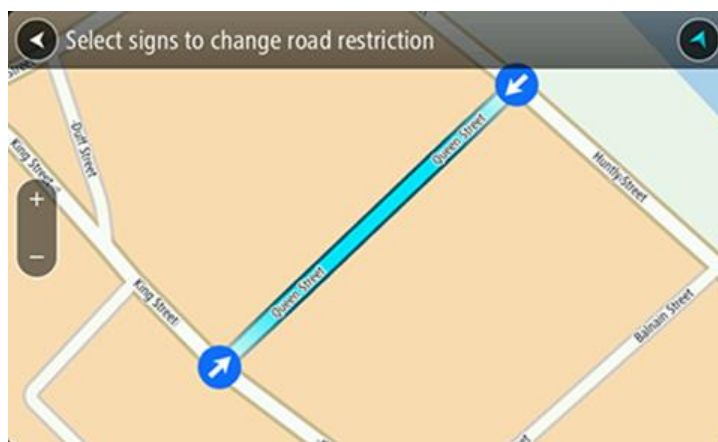 Select signs to change road restriction
Duff Street
King Street
Queen Street
Huntly Street
+
−
Queen Street
King Street
Balnain Street